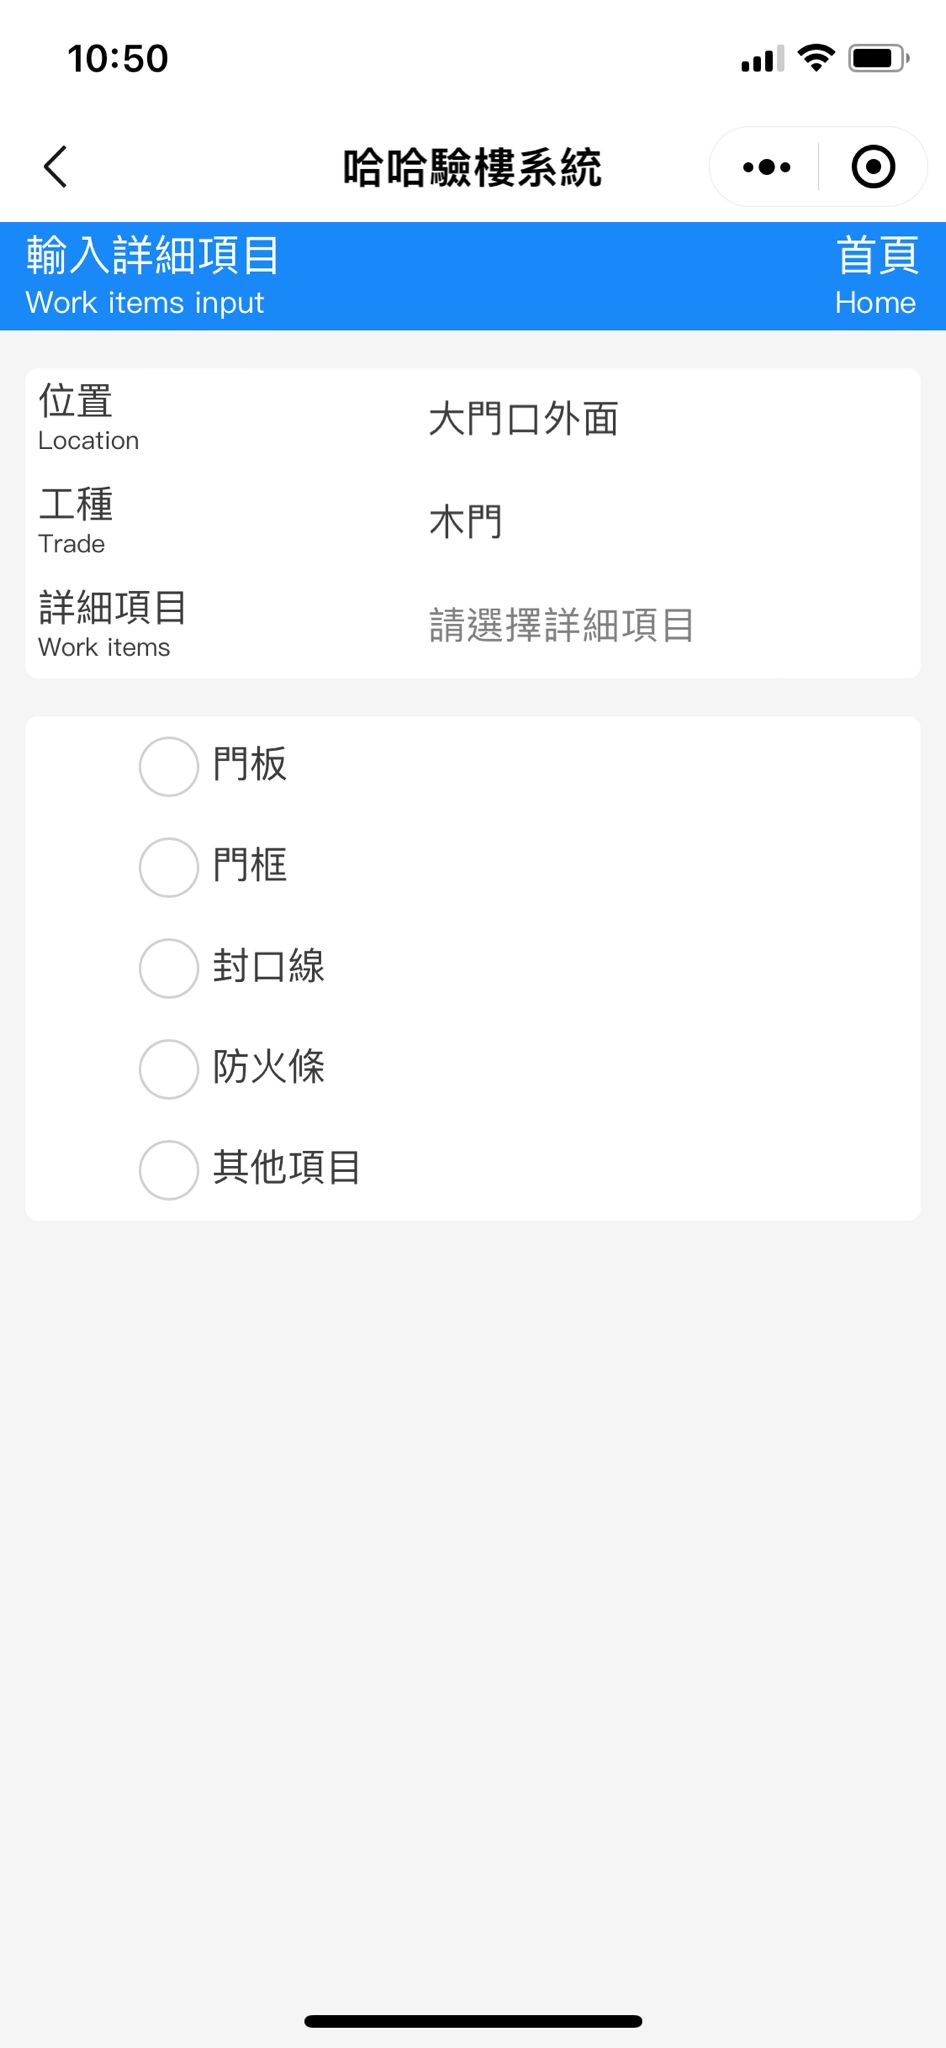 10:50
哈哈驗樓系統
輸入詳細項目
首頁
Work items input
Home
位置
Location
大門口外面
工種
Trade
木門
詳細項目
Work items
請選擇詳細項目
門板
門框
封口線
防火條
其他項目